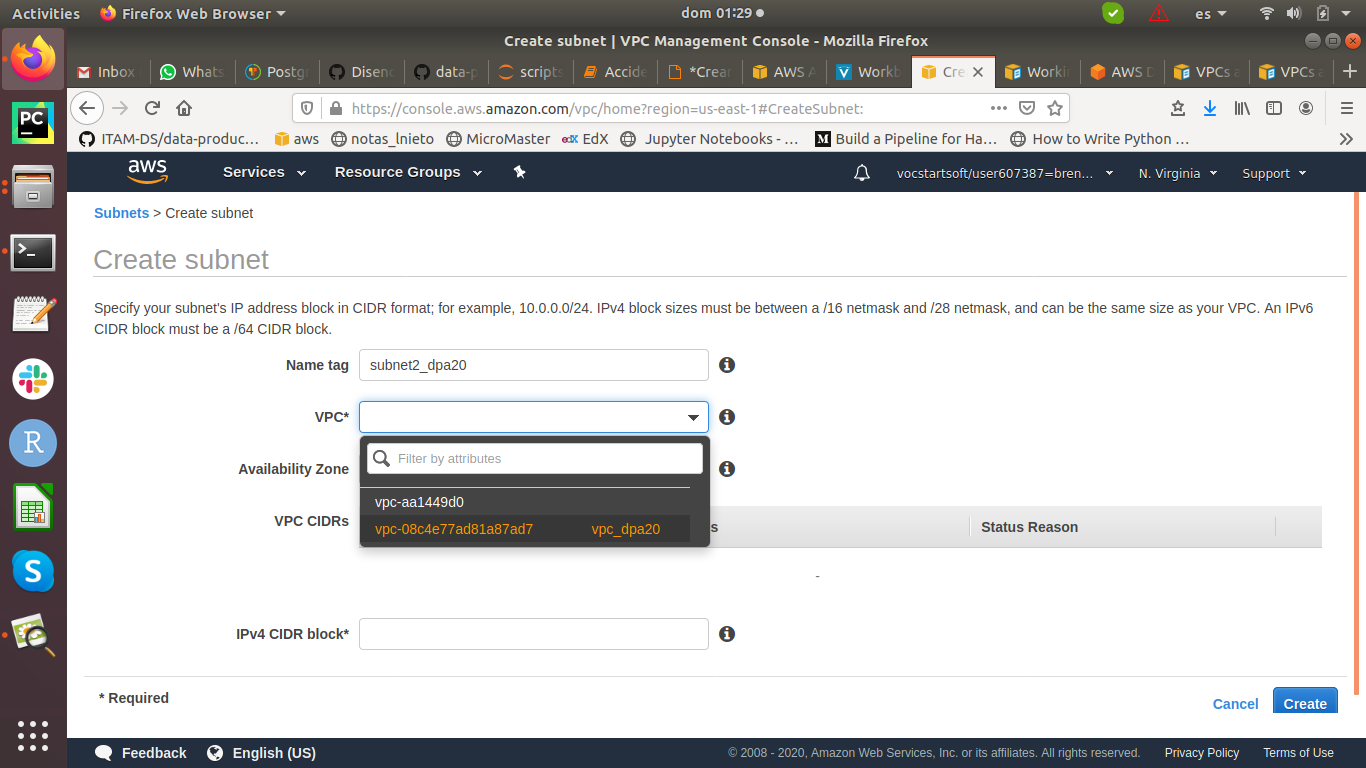 Activities Firefox Web Browser dom 01:29 es
Create subnet | VPC Management Console - Mozilla Firefox
Inbox Whats Postgr Disen data-p scripts Accide *Crear AWS A Workb Cre Workin AWS D VPCs a VPCs a
https://console.aws.amazon.com/vpc/home?region=us-east-1#CreateSubnet:
ITAM-DS/data-produc… aws notas_lnieto MicroMaster edX EdX Jupyter Notebooks - … Build a Pipeline for Ha… How to Write Python …
aws Services Resource Groups vocstartsoft/user607387=bren... N. Virginia Support
Subnets > Create subnet
Create subnet
Specify your subnet's IP address block in CIDR format; for example, 10.0.0.0/24. IPv4 block sizes must be between a /16 netmask and /28 netmask, and can be the same size as your VPC. An IPv6
CIDR block must be a /64 CIDR block.
Name tag subnet2_dpa20
VPC*
Filter by attributes
Availability Zone
vpc-aa1449d0
VPC CIDRs s Status Reason
vpc-08c4e77ad81a87ad7 vpc_dpa20
-
IPv4 CIDR block*
* Required
Cancel Create
Feedback English (US) © 2008 - 2020, Amazon Web Services, Inc. or its affiliates. All rights reserved. Privacy Policy Terms of Use
PC
>_
R
S